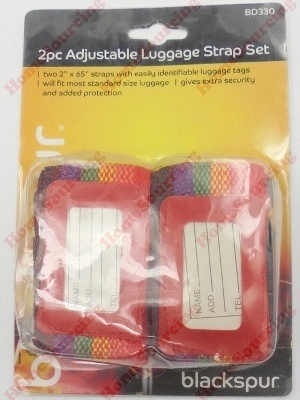 BD330
2pc Adjustable Luggage Strap Set
two 2" x 65" straps with easily identifiable luggage tags
will fit most standard size luggage | gives extra security
and added protection
NAME
ADD.
TEL
NAME
ADD.
TEL
blackspur